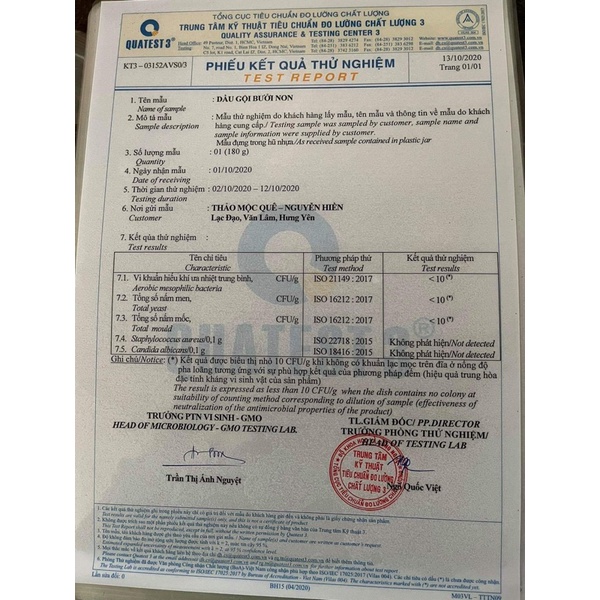 TỔNG CỤC TIÊU CHUẨN ĐO LƯỜNG CHẤT LƯỢNG
TRUNG TÂM KỸ THUẬT TIÊU CHUẨN ĐO LƯỜNG CHẤT LƯỢNG 3
QUALITY ASSURANCE & TESTING CENTER 3
QUATEST3®
KT3 - 03152AVS0/3
PHIẾU KẾT QUẢ THỬ NGHIỆM
13/10/2020
TEST REPORT
Trang 01/01
1. Tên mẫu : DẦU GỘI BƯỞI NON
Name of sample
2. Mô tả mẫu : Mẫu thử nghiệm do khách hàng lấy mẫu, tên mẫu và thông tin về mẫu do khách
Sample description hàng cung cấp./ Testing sample was sampled by customer, sample name and
sample information were supplied by customer.
Mẫu đựng trong hũ nhựa/As received sample contained in plastic jar
3. Số lượng mẫu : 01 (180 g)
Quantity
4. Ngày nhận mẫu : 01/10/2020
Date of receiving
5. Thời gian thử nghiệm : 02/10/2020 – 12/10/2020
Testing duration
6. Nơi gửi mẫu : THẢO MỘC QUÊ – NGUYÊN HIÊN
Customer Lạc Đạo, Văn Lâm, Hưng Yên
7. Kết quả thử nghiệm :
Test results
Tên chỉ tiêu Phương pháp thử Kết quả thử nghiệm
Characteristic Test method Test results
7.1. Vi khuẩn hiếu khí ưa nhiệt trung bình, CFU/g ISO 21149 : 2017 < 10 (*)
Aerobic mesophilic bacteria
7.2. Tổng số nấm men, CFU/g ISO 16212 : 2017 < 10 (*)
Total yeast
7.3. Tổng số nấm mốc, CFU/g ISO 16212 : 2017 < 10 (*)
Total mould
7.4. Staphylococcus aureus/0,1 g ISO 22718 : 2015 Không phát hiện/Not detected
7.5. Candida albicans/0,1 g ISO 18416 : 2015 Không phát hiện/Not detected
Ghi chú/Notice: (*) Kết quả được biểu thị nhỏ 10 CFU/g khi không có khuẩn lạc mọc trên đĩa ở nồng độ
pha loãng tương ứng với sự phù hợp kết quả của phương pháp đếm (hiệu quả trung hòa
đặc tính kháng vi sinh vật của sản phẩm)
The result is expressed as less than 10 CFU/g when the dish contains no colony at
suitability of counting method corresponding to dilution of sample (effectiveness of
neutralization of the antimicrobial properties of the product)
TRƯỞNG PTN VI SINH - GMO
HEAD OF MICROBIOLOGY - GMO TESTING LAB.
Trần Thị Ánh Nguyệt
TL.GIÁM ĐỐC/ PP.DIRECTOR
TRƯỞNG PHÒNG THỬ NGHIỆM/
HEAD OF TESTING LAB
TRUNG TÂM
KỸ THUẬT
TIÊU CHUẨN ĐO LƯỜNG
CHẤT LƯỢNG 3
Ngô Quốc Việt
Lần sửa đổi: 0
BH15 (04/2020)
M03VL - TTTN09